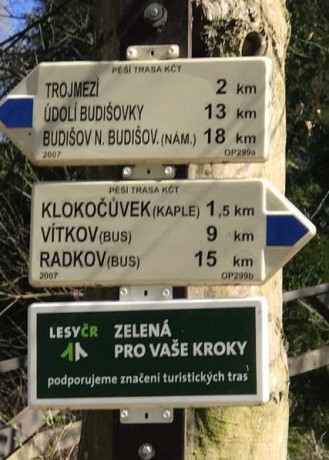 PĚŠÍ TRASA KČT
TROJMEZÍ 2 km
ÚDOLÍ BUDIŠOVKY 13 km
BUDIŠOV N. BUDIŠOV. (NÁM.) 18 km
2007 OP299a
PĚŠÍ TRASA KČT
KLOKOČŮVEK (KAPLE) 1,5 km
VÍTKOV (BUS) 9 km
RADKOV (BUS) 15 km
2007 OP299b
LESY ČR ZELENÁ
PRO VAŠE KROKY
podporujeme značení turistických tras